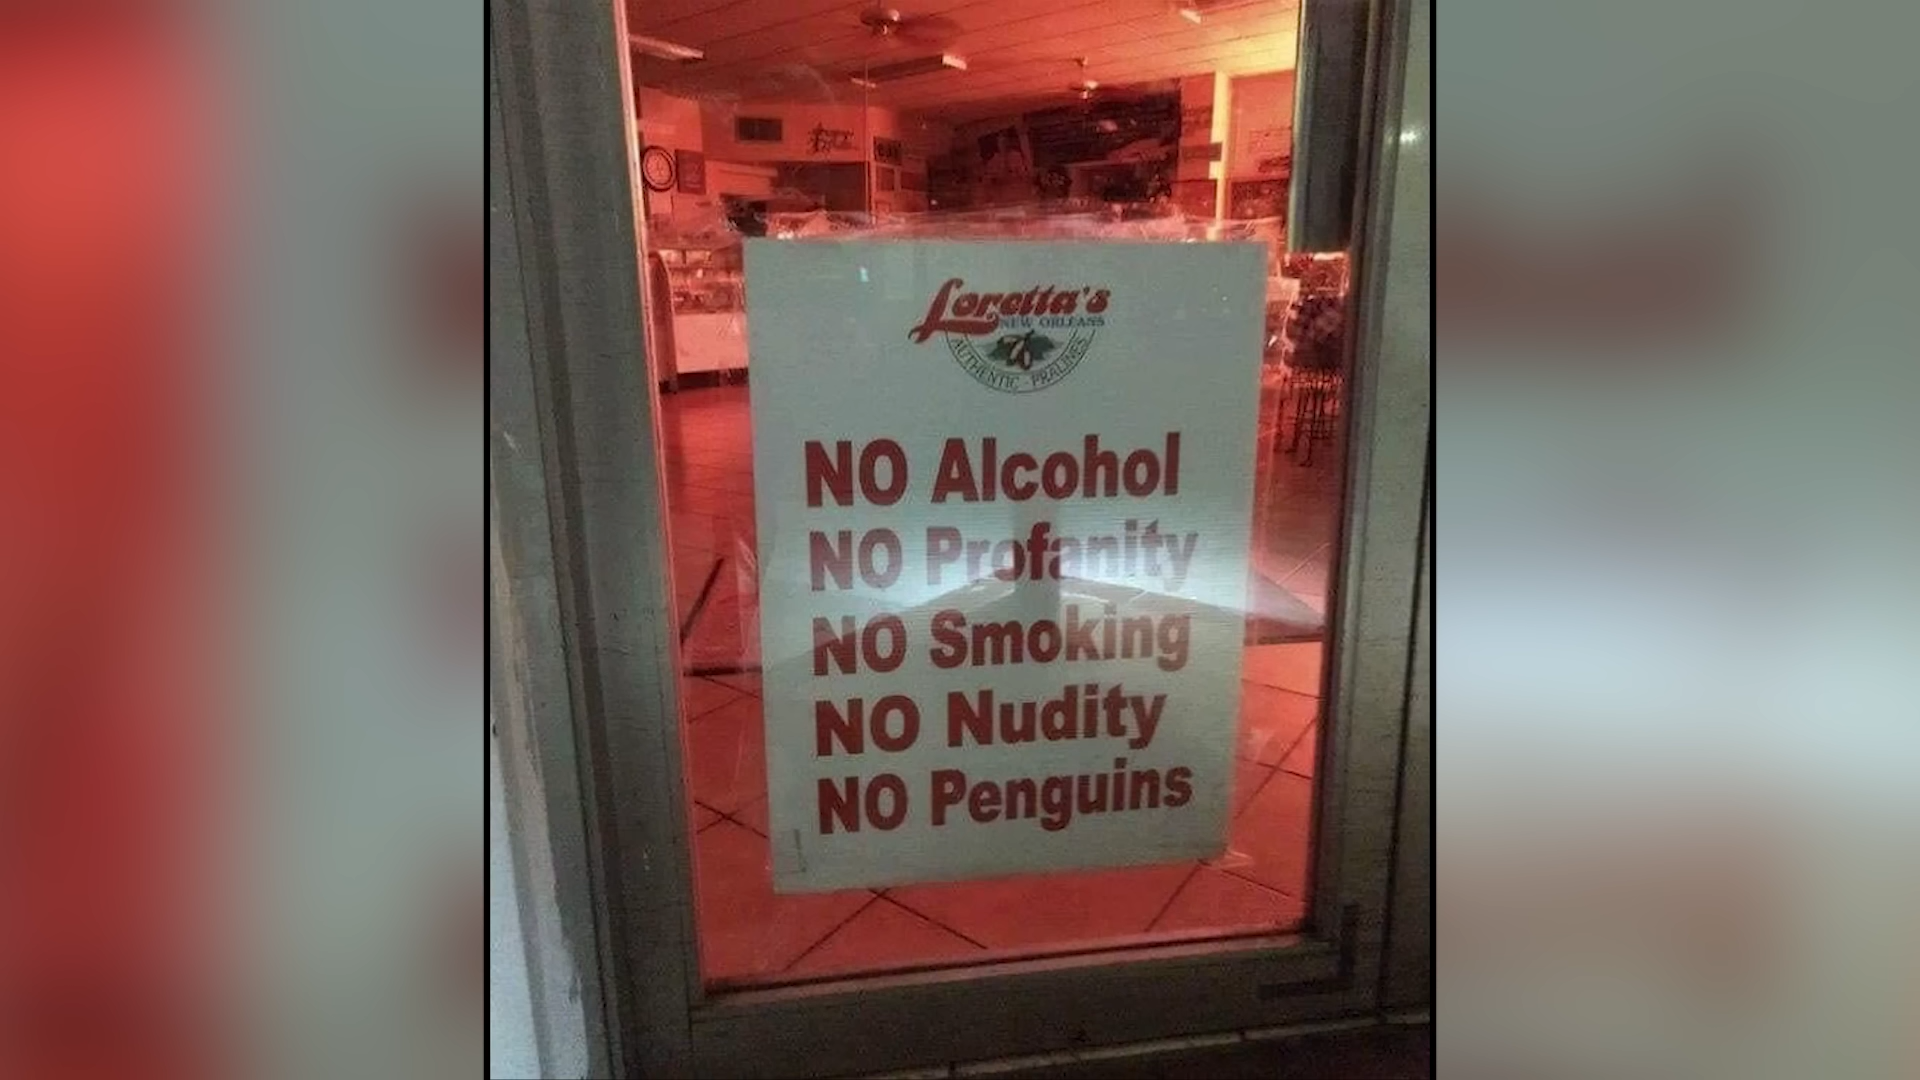 Loretta's
NEW ORLEANS
AUTHENTIC - PRALINES
NO Alcohol
NO Profanity
NO Smoking
NO Nudity
NO Penguins